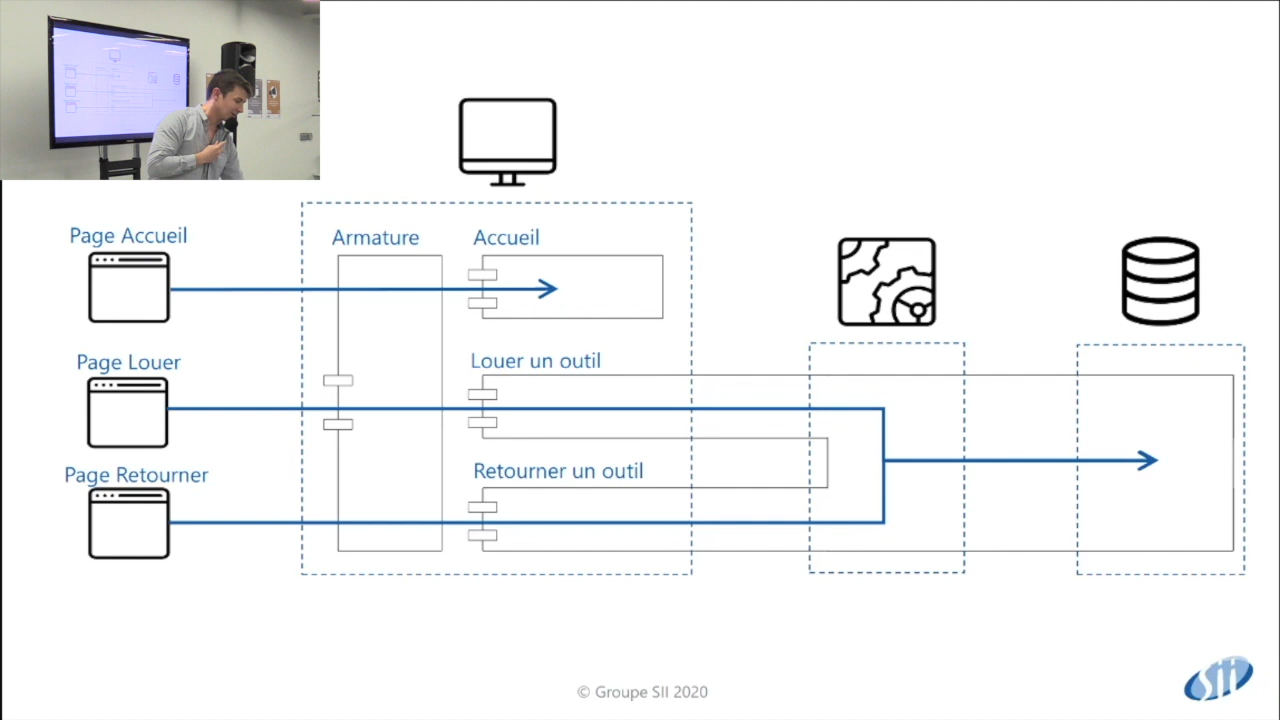 Page Accueil
Armature
Accueil
Page Louer
Louer un outil
Page Retourner
Retourner un outil
© Groupe SII 2020
sii